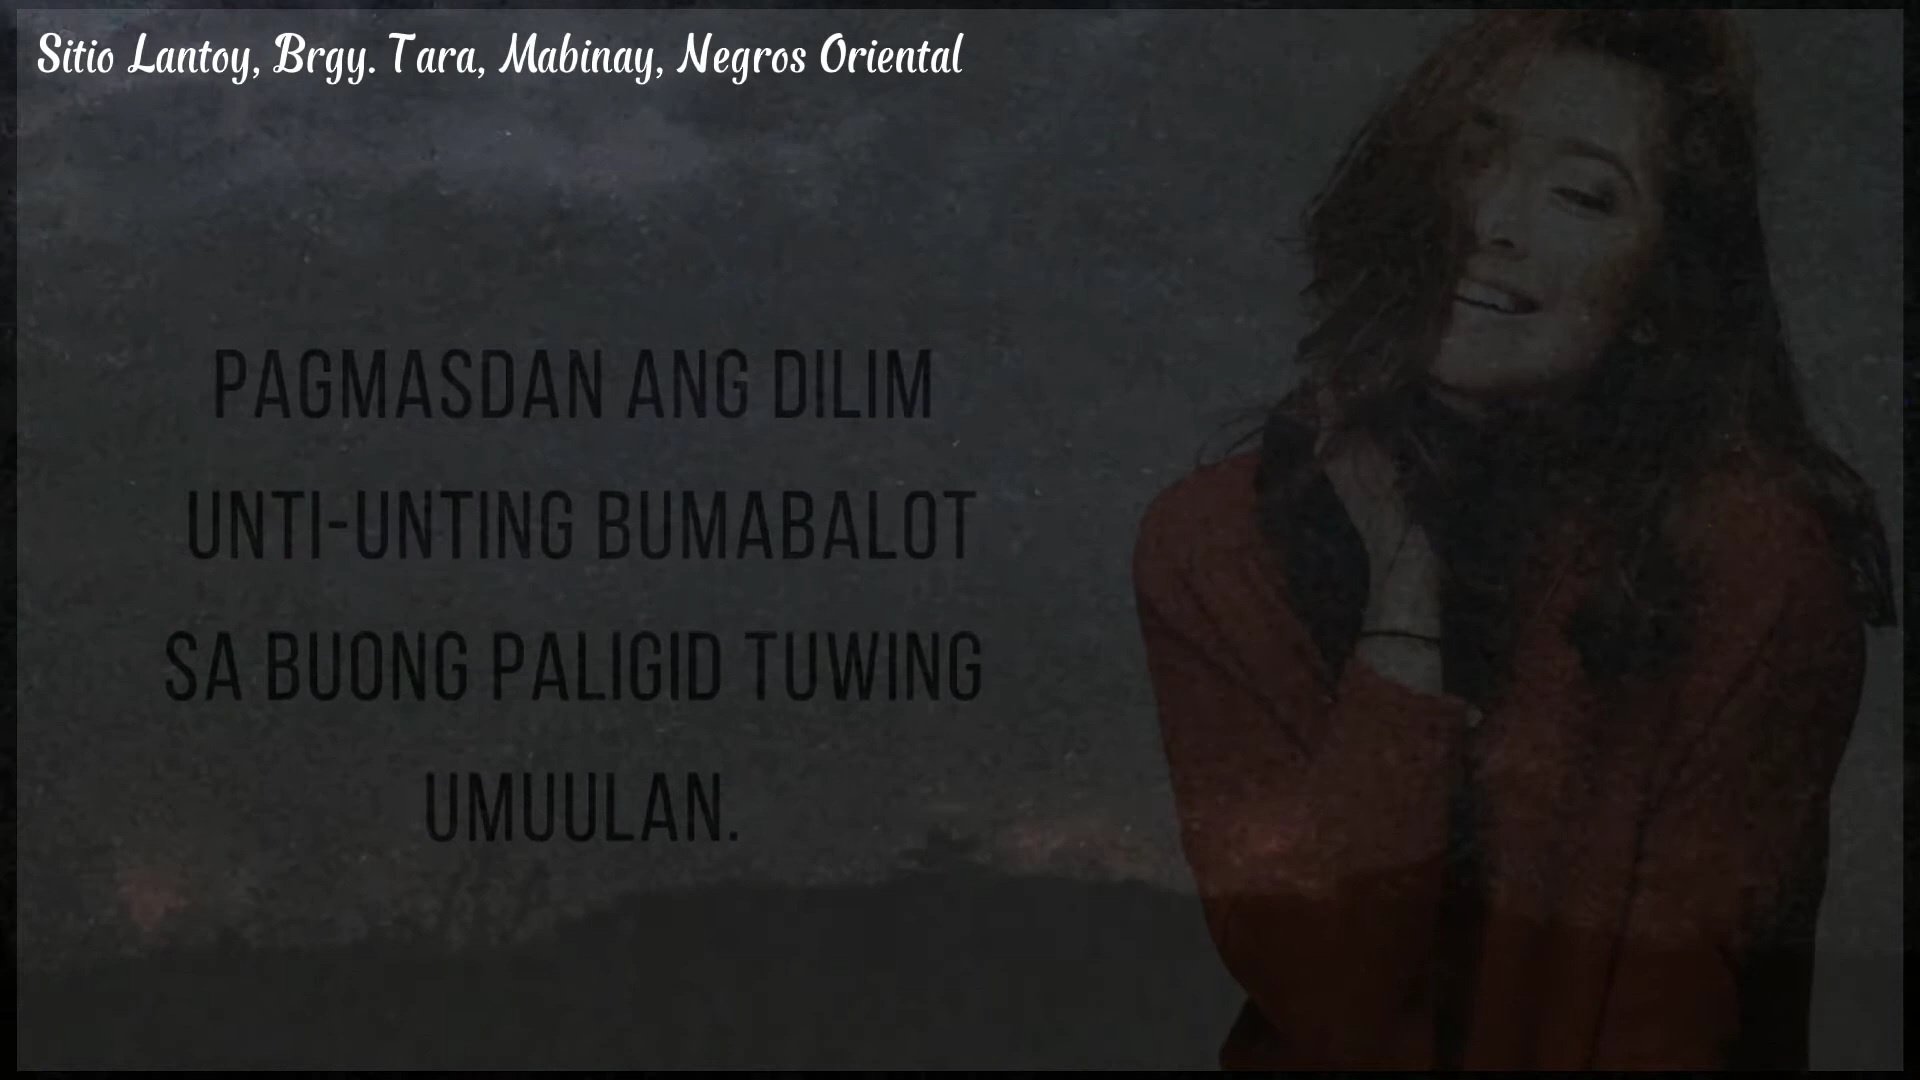 Sitio Lantoy, Brgy. Tara, Mabinay, Negros Oriental
PAGMASDAN ANG DILIM
UNTI-UNTING BUMABALOT
SA BUONG PALIGID TUWING
UMUULAN.